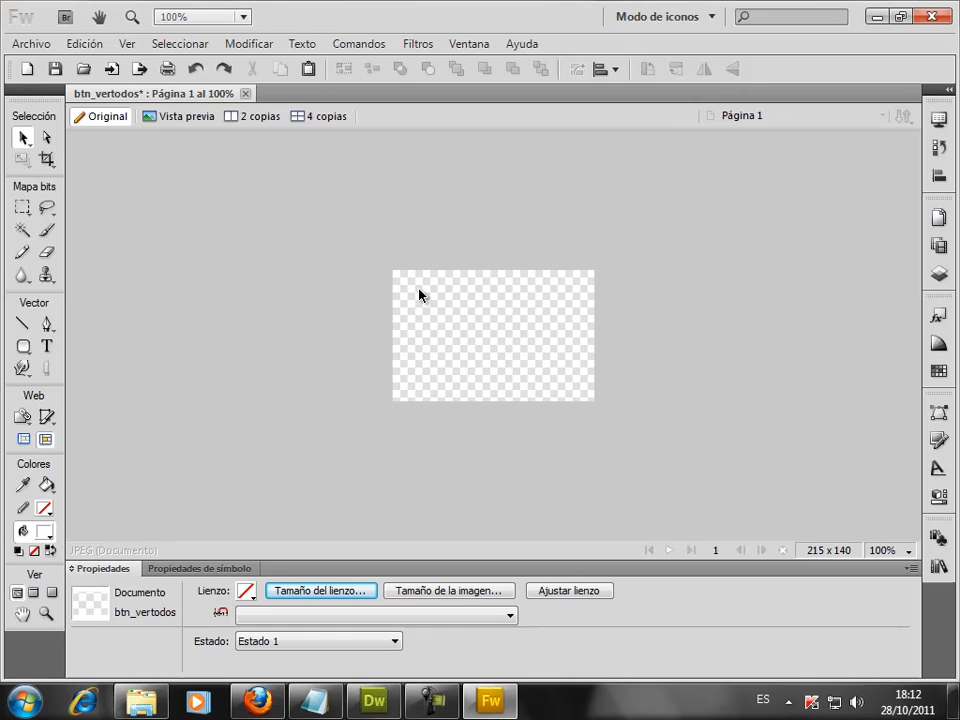 Fw
Br
100%
Modo de iconos
Archivo
Edición
Ver
Seleccionar
Modificar
Texto
Comandos
Filtros
Ventana
Ayuda
btn_vertodos* : Página 1 al 100%
Selección
Original
Vista previa
2 copias
4 copias
Página 1
Mapa bits
Vector
T
Web
Colores
Ver
JPEG (Documento)
1
215 x 140
100%
Propiedades
Propiedades de símbolo
Documento
btn_vertodos
Lienzo:
Tamaño del lienzo...
Tamaño de la imagen...
Ajustar lienzo
Estado:
Estado 1
Dw
Fw
ES
18:12
28/10/2011